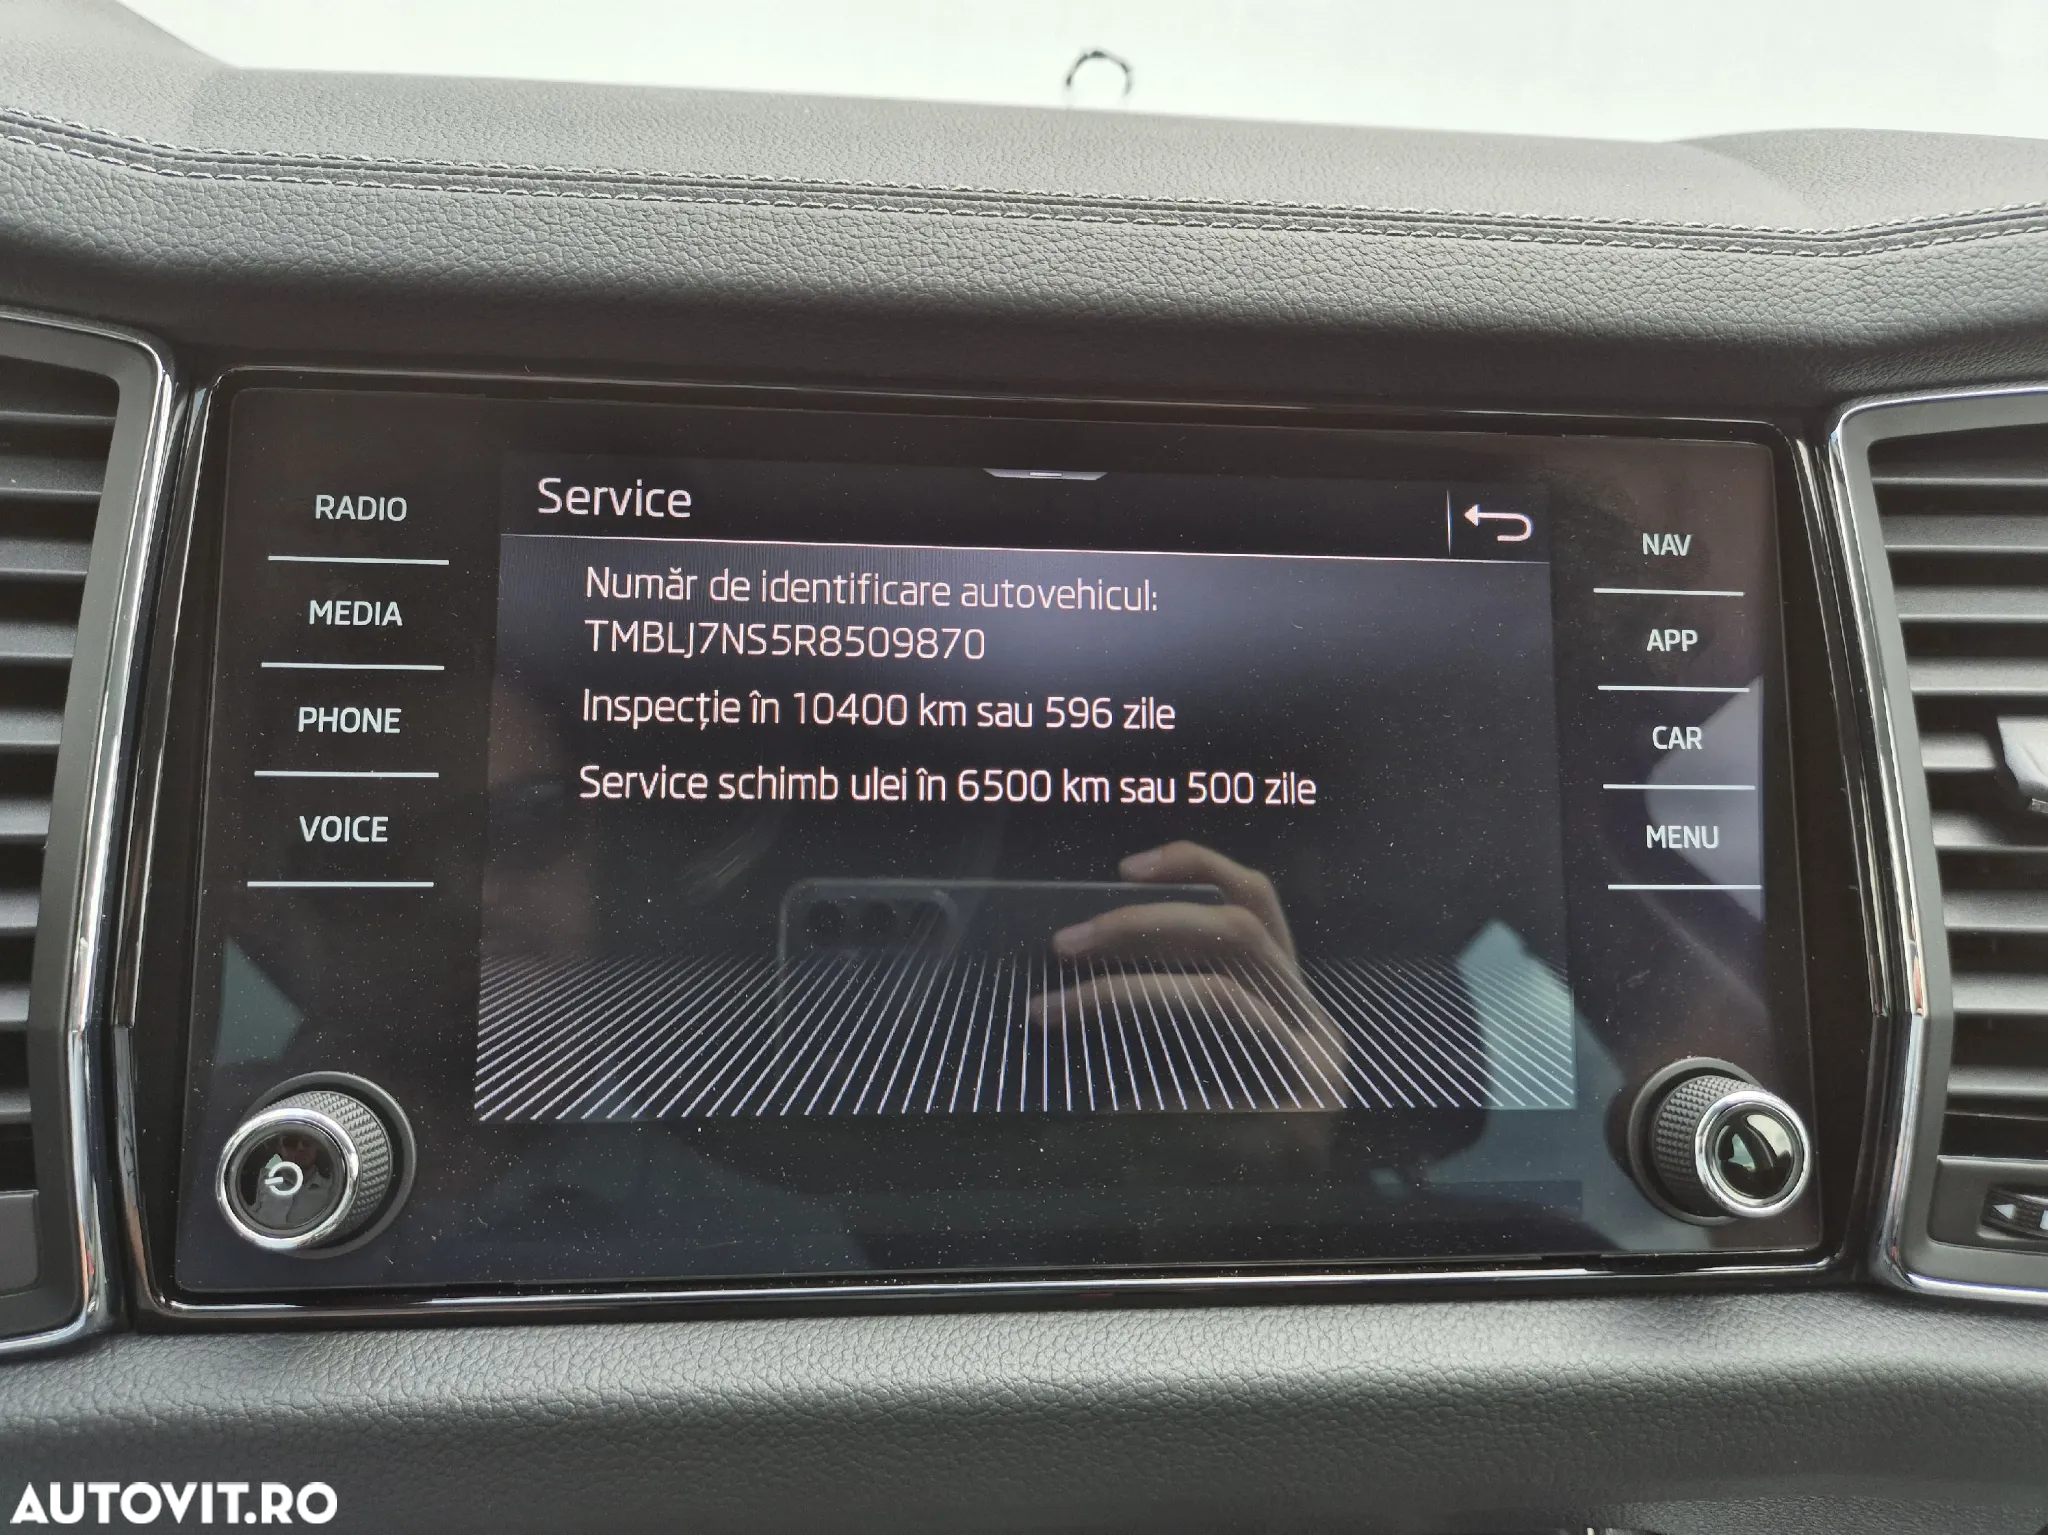 Service
RADIO
MEDIA
PHONE
VOICE
Număr de identificare autovehicul:
TMBLJ7NS5R8509870
Inspecție în 10400 km sau 596 zile
Service schimb ulei în 6500 km sau 500 zile
NAV
APP
CAR
MENU
AUTOVIT.RO